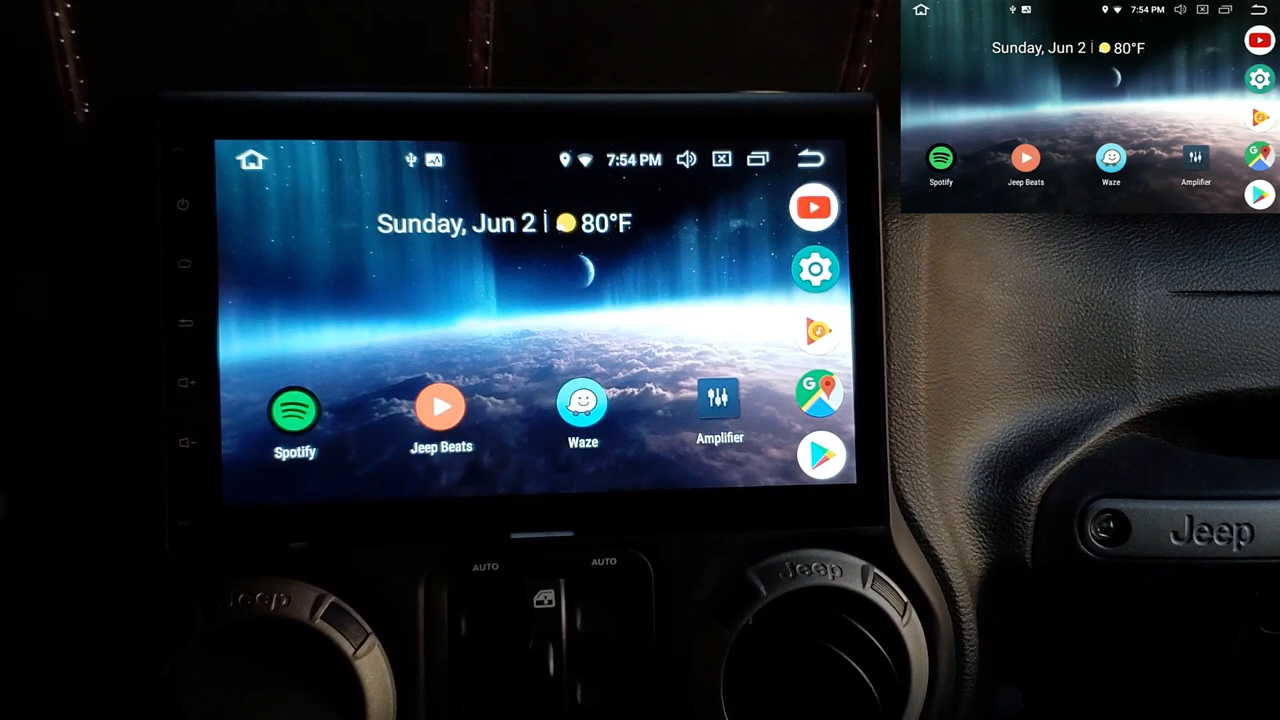 7:54 PM
Sunday, Jun 2 | 80°F
Spotify
Jeep Beats
Waze
Amplifier
G
7:54 PM
Sunday, Jun 2 | 80°F
Spotify
Jeep Beats
Waze
Amplifier
G
Jeep
AUTO
AUTO
Jeep
Jeep